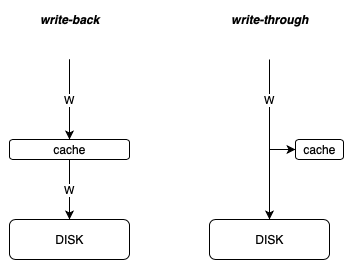 write-back
write-through
W
W
cache
cache
W
DISK
DISK